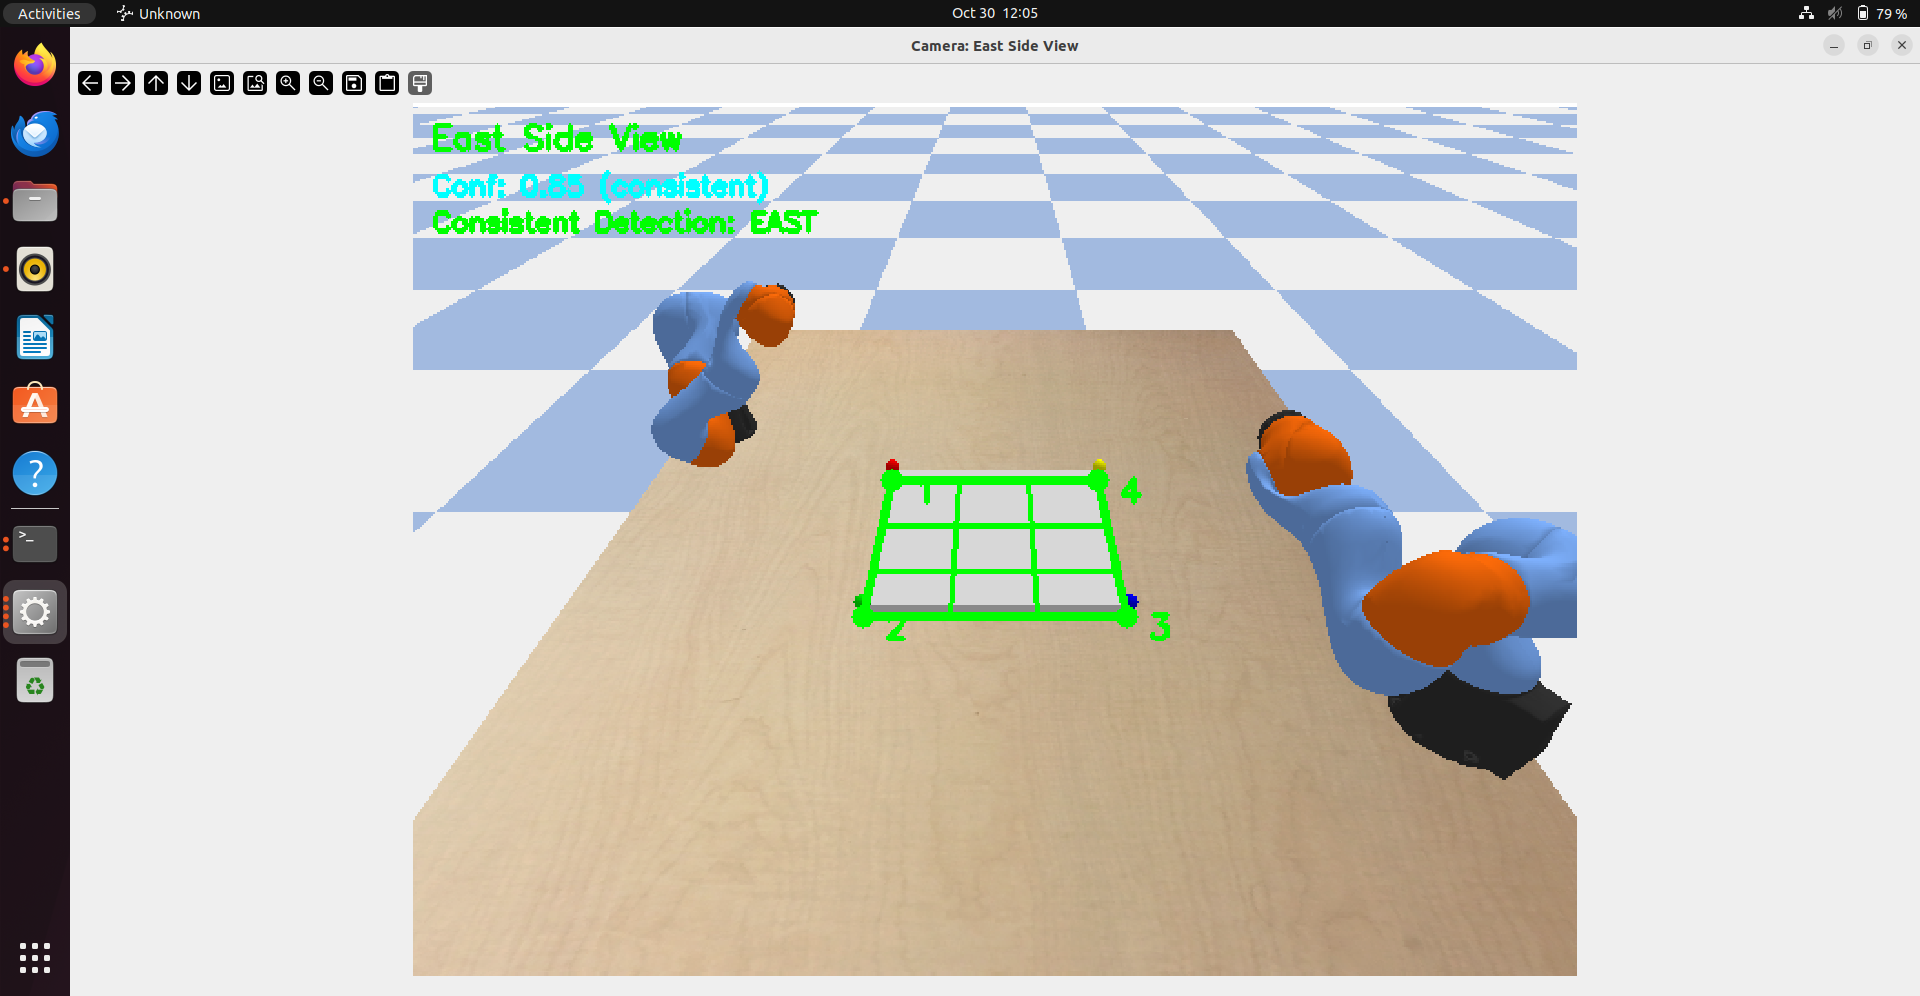 Activities
Unknown
Oct 30 12:05
79 %
Camera: East Side View
East Side View
Conf: 0.85 (consistent)
Consistent Detection: EAST
1
4
2
3